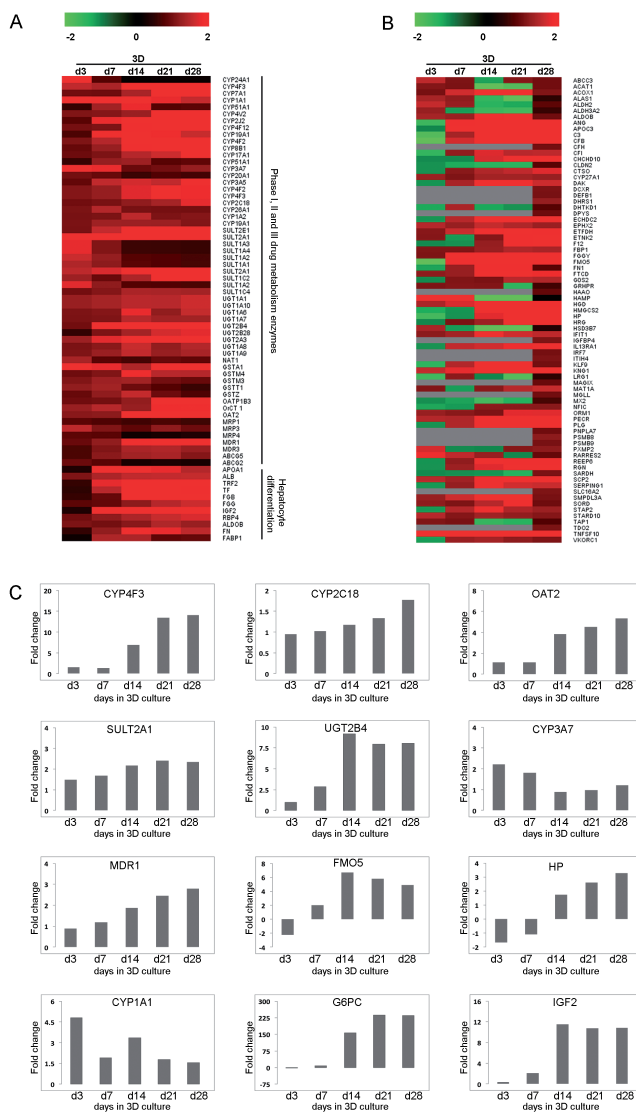 A
-2
0
2
3D
d3 d7 d14 d21 d28
CYP24A1
CYP4F3
CYP7A1
CYP1A1
CYP51A1
CYP4V2
CYP2J2
CYP4F12
CYP19A1
CYP4F2
CYP8B1
CYP17A1
CYP51A1
CYP3A7
CYP20A1
CYP3A5
CYP4F2
CYP4F3
CYP2C18
CYP26A1
CYP1A2
CYP19A1
SULT2E1
SULT2A1
SULT1A3
SULT1A4
SULT1A2
SULT1A1
SULT2A1
SULT1C2
SULT1A2
SULT1C4
UGT1A1
UGT1A10
UGT1A6
UGT1A7
UGT2B4
UGT2B28
UGT2A3
UGT1A8
UGT1A9
NAT1
GSTA1
GSTM4
GSTM3
GSTT1
GSTZ
OATP1B3
OrCT 1
OAT2
MRP1
MRP3
MRP4
MDR1
MDR3
ABCG5
ABCG2
APOA1
ALB
TRF2
TF
FGB
FGG
IGF2
RBP4
ALDOB
FN
FABP1
Phase I, II and III drug metabolism enzymes
Hepatocyte
differentiation
B
-2
0
2
3D
d3 d7 d14 d21 d28
ABCC3
ACAT1
ACOX1
ALAS1
ALDH2
ALDH3A2
ALDOB
ANG
APOC3
C3
CFB
CFH
CFI
CHCHD10
CLDN2
CTSO
CYP27A1
DAK
DCXR
DEFB1
DHRS1
DHTKD1
DPYS
ECHDC2
EPHX2
ETFDH
ETNK2
F12
FBP1
FGGY
FMO5
FN1
FTCD
G0S2
GRHPR
HAAO
HAMP
HGD
HMGCS2
HP
HRG
HSD3B7
IFIT1
IGFBP4
IL13RA1
IRF7
ITIH4
KLF9
KNG1
LRG1
MAGIX
MAT1A
MGLL
MX2
NFIC
ORM1
PECR
PLG
PNPLA7
PSMB8
PSMB9
PXMP2
RARRES2
REEP6
RGN
SARDH
SCP2
SERPING1
SLC16A2
SMPDL3A
SORD
STAP2
STARD10
TAP1
TDO2
TNFSF10
VKORC1
C
CYP4F3
Fold change
20
15
10
5
0
d3 d7 d14 d21 d28
days in 3D culture
CYP2C18
Fold change
2
1.5
1
0.5
0
d3 d7 d14 d21 d28
days in 3D culture
OAT2
Fold change
8
6
4
2
0
d3 d7 d14 d21 d28
days in 3D culture
SULT2A1
Fold change
4
3
2
1
0
d3 d7 d14 d21 d28
days in 3D culture
UGT2B4
Fold change
10
7.5
5
2.5
0
d3 d7 d14 d21 d28
days in 3D culture
CYP3A7
Fold change
4
3
2
1
0
d3 d7 d14 d21 d28
days in 3D culture
MDR1
Fold change
4
3
2
1
0
d3 d7 d14 d21 d28
days in 3D culture
FMO5
Fold change
8
6
4
2
0
-2
-4
d3 d7 d14 d21 d28
days in 3D culture
HP
Fold change
4
3
2
1
0
-1
-2
d3 d7 d14 d21 d28
days in 3D culture
CYP1A1
Fold change
6
4.5
3
1.5
0
d3 d7 d14 d21 d28
days in 3D culture
G6PC
Fold change
300
225
150
75
0
-75
d3 d7 d14 d21 d28
days in 3D culture
IGF2
Fold change
16
12
8
4
0
d3 d7 d14 d21 d28
days in 3D culture